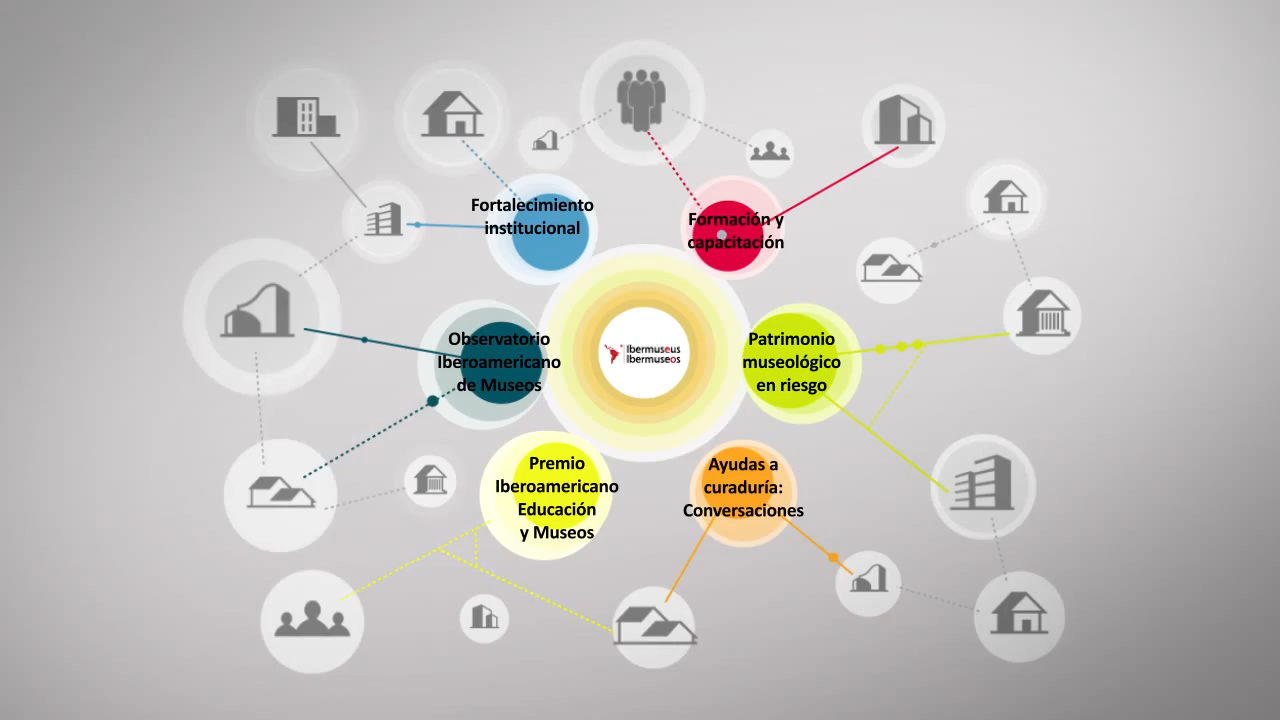 Fortalecimiento
institucional
Formación y
capacitación
Observatorio
Iberoamericano
de Museos
Ibermuseus
Ibermuseos
Patrimonio
museológico
en riesgo
Premio
Iberoamericano
Educación
y Museos
Ayudas a
curaduría:
Conversaciones